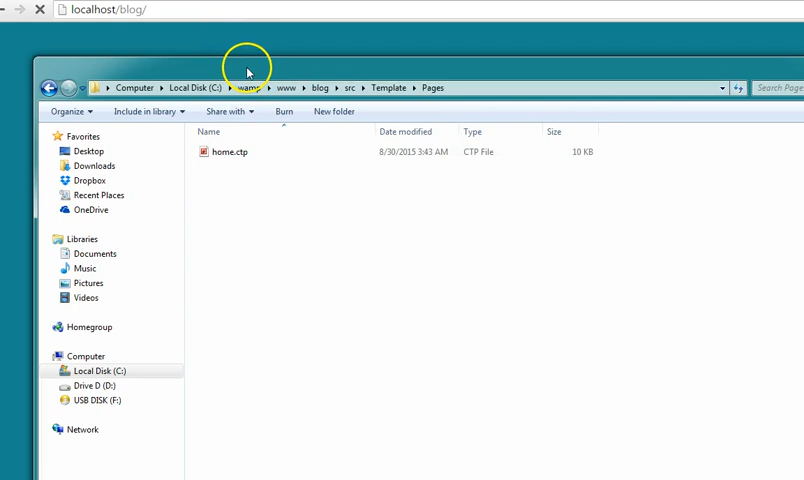 localhost/blog/
Computer Local Disk (C:) wamp www blog src Template Pages Search Page
Organize Include in library Share with Burn New folder
Name Date modified Type Size
home.ctp 8/30/2015 3:43 AM CTP File 10 KB
Favorites
Desktop
Downloads
Dropbox
Recent Places
OneDrive
Libraries
Documents
Music
Pictures
Videos
Homegroup
Computer
Local Disk (C:)
Drive D (D:)
USB DISK (F:)
Network